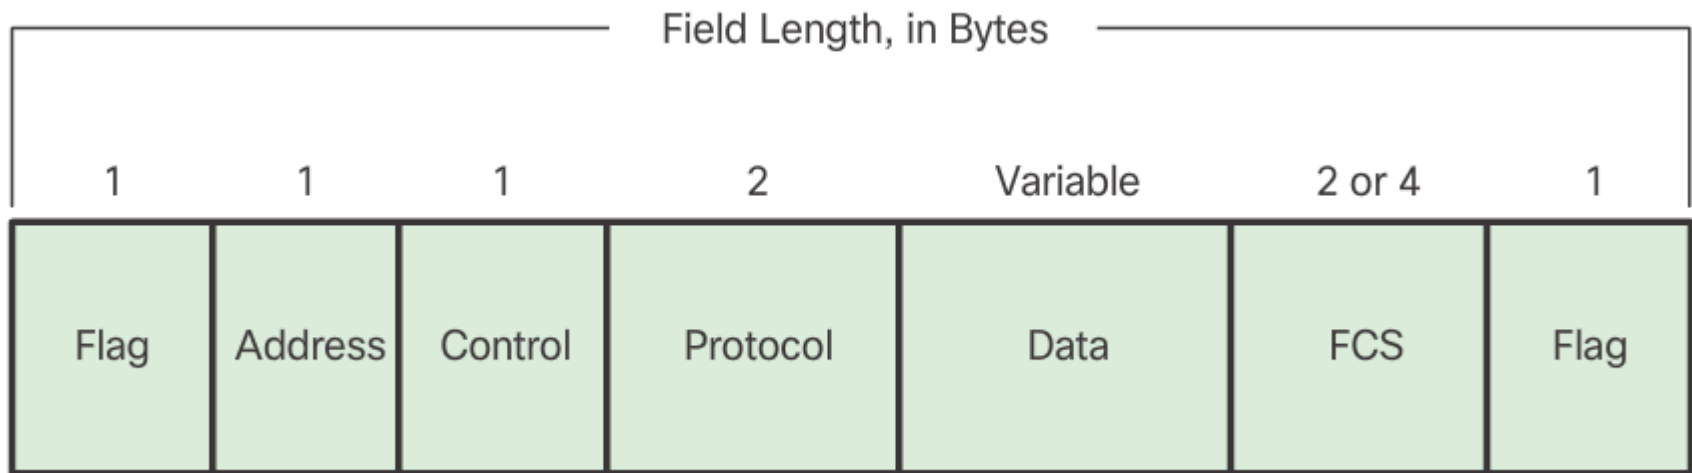 Field Length, in Bytes
1 1 1 2 Variable 2 or 4 1
Flag Address Control Protocol Data FCS Flag